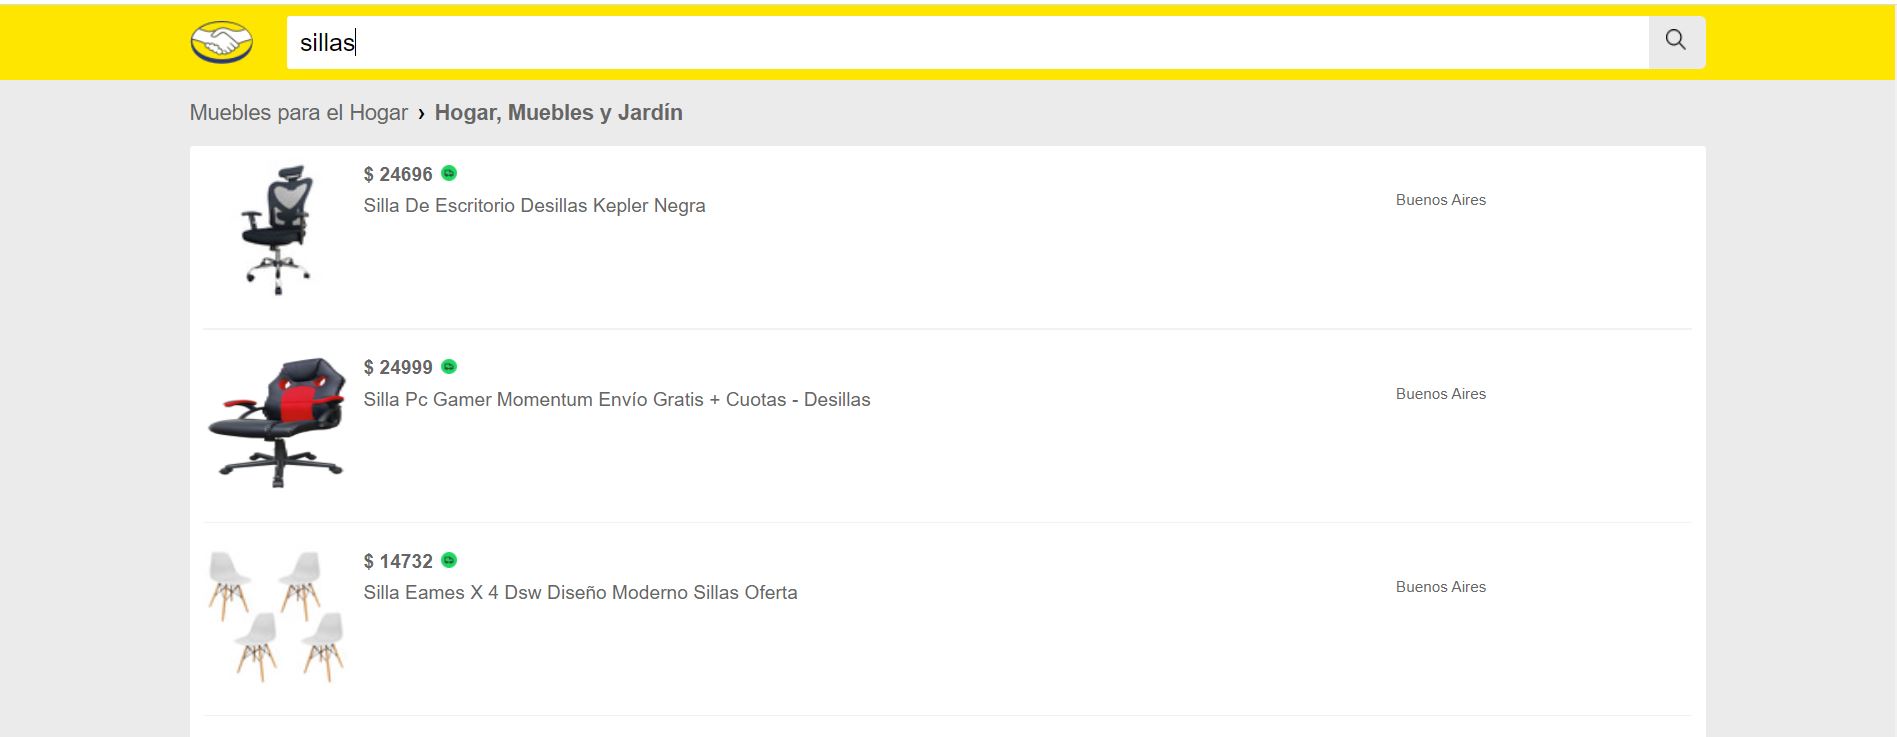 sillas
Muebles para el Hogar › Hogar, Muebles y Jardín
$ 24696
Silla De Escritorio Desillas Kepler Negra
Buenos Aires
$ 24999
Silla Pc Gamer Momentum Envío Gratis + Cuotas - Desillas
Buenos Aires
$ 14732
Silla Eames X 4 Dsw Diseño Moderno Sillas Oferta
Buenos Aires